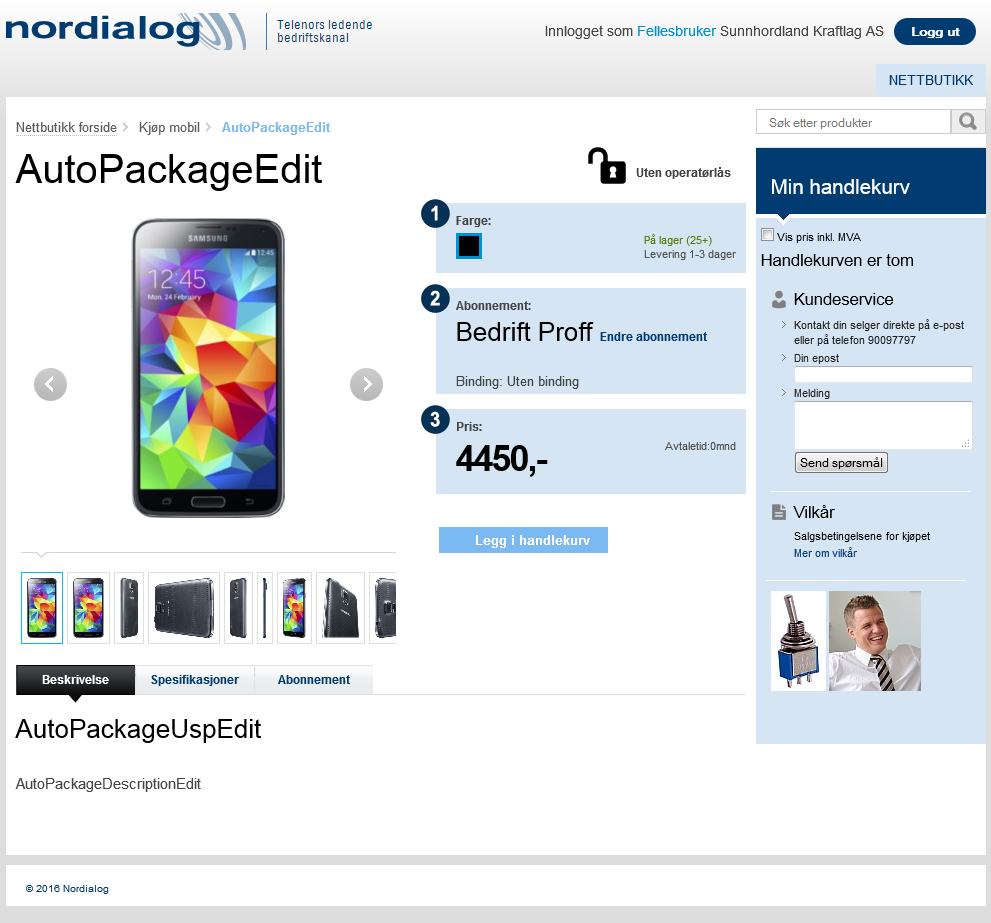 nordialog
Telenors ledende
bedriftskanal
Innlogget som Fellesbruker Sunnhordland Kraftlag AS
Logg ut
NETTBUTIKK
Nettbutikk forside
Kjøp mobil
AutoPackageEdit
Søk etter produkter
AutoPackageEdit
Uten operatørlås
SAMSUNG
12:45
12:45
Mon, 24 February
1
Farge:
På lager (25+)
Levering 1-3 dager
2
Abonnement:
Bedrift Proff Endre abonnement
Binding: Uten binding
3
Pris:
4450,-
Avtaletid:0mnd
Legg i handlekurv
Min handlekurv
Vis pris inkl. MVA
Handlekurven er tom
Kundeservice
Kontakt din selger direkte på e-post
eller på telefon 90097797
Din epost
Melding
Send spørsmål
Vilkår
Salgsbetingelsene for kjøpet
Mer om vilkår
Beskrivelse
Spesifikasjoner
Abonnement
AutoPackageUspEdit
AutoPackageDescriptionEdit
© 2016 Nordialog